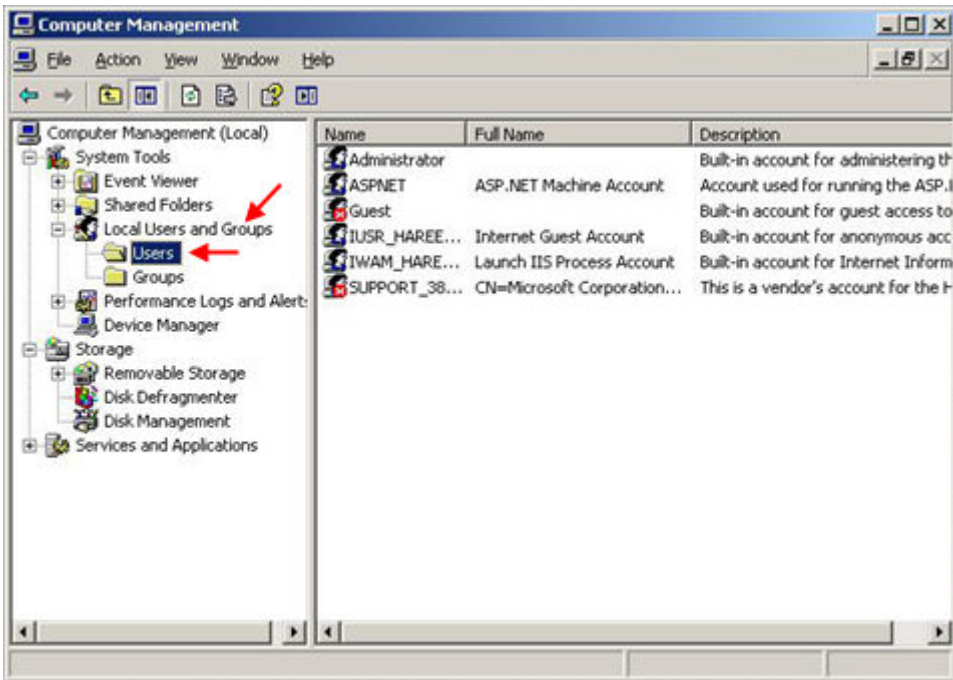 Computer Management
File Action View Window Help
Computer Management (Local)
System Tools
Event Viewer
Shared Folders
Local Users and Groups
Users
Groups
Performance Logs and Alert
Device Manager
Storage
Removable Storage
Disk Defragmenter
Disk Management
Services and Applications
Name Full Name Description
Administrator Built-in account for administering th
ASPNET ASP.NET Machine Account Account used for running the ASP.
Guest Built-in account for guest access to
IUSR_HAREE... Internet Guest Account Built-in account for anonymous acc
IWAM_HARE... Launch IIS Process Account Built-in account for Internet Inform
SUPPORT_38... CN=Microsoft Corporation... This is a vendor's account for the H